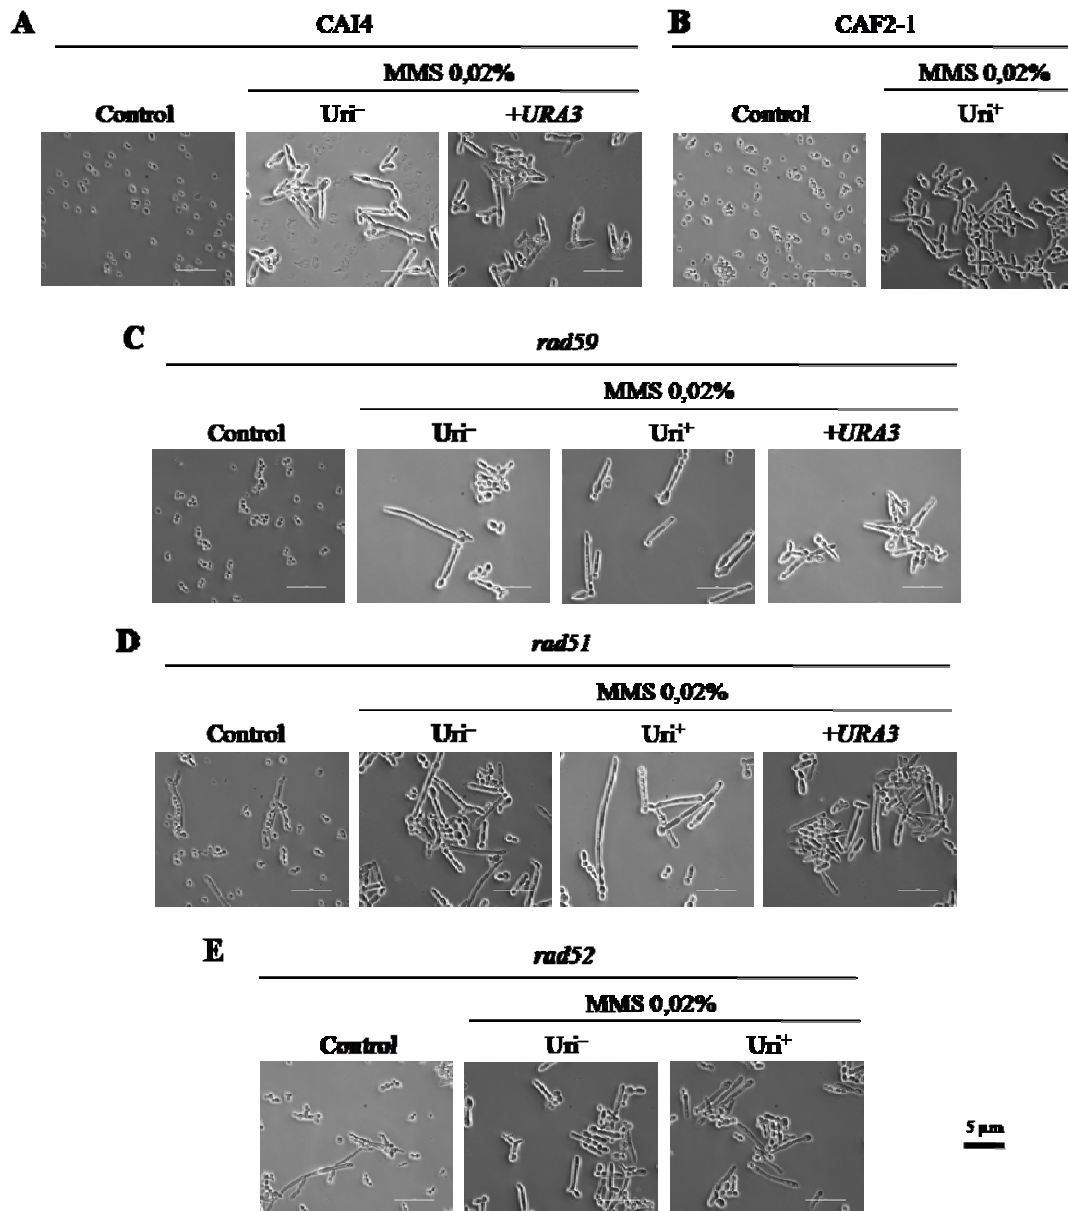 A CAI4 B CAF2-1
MMS 0,02% MMS 0,02%
Control Uri⁻ +URA3 Control Uri⁺
C rad59
MMS 0,02%
Control Uri⁻ Uri⁺ +URA3
D rad51
MMS 0,02%
Control Uri⁻ Uri⁺ +URA3
E rad52
MMS 0,02%
Control Uri⁻ Uri⁺
5 µm